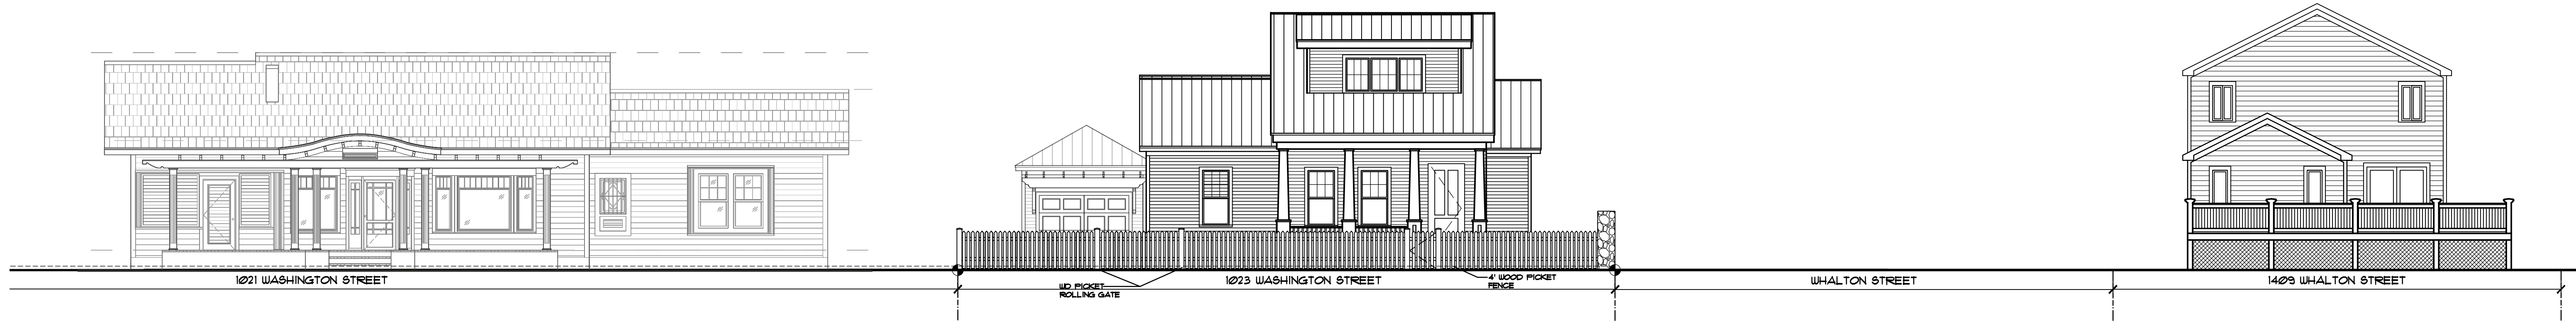 1021 WASHINGTON STREET
WD PICKET
ROLLING GATE
1023 WASHINGTON STREET
4' WOOD PICKET
FENCE
WHALTON STREET
1409 WHALTON STREET